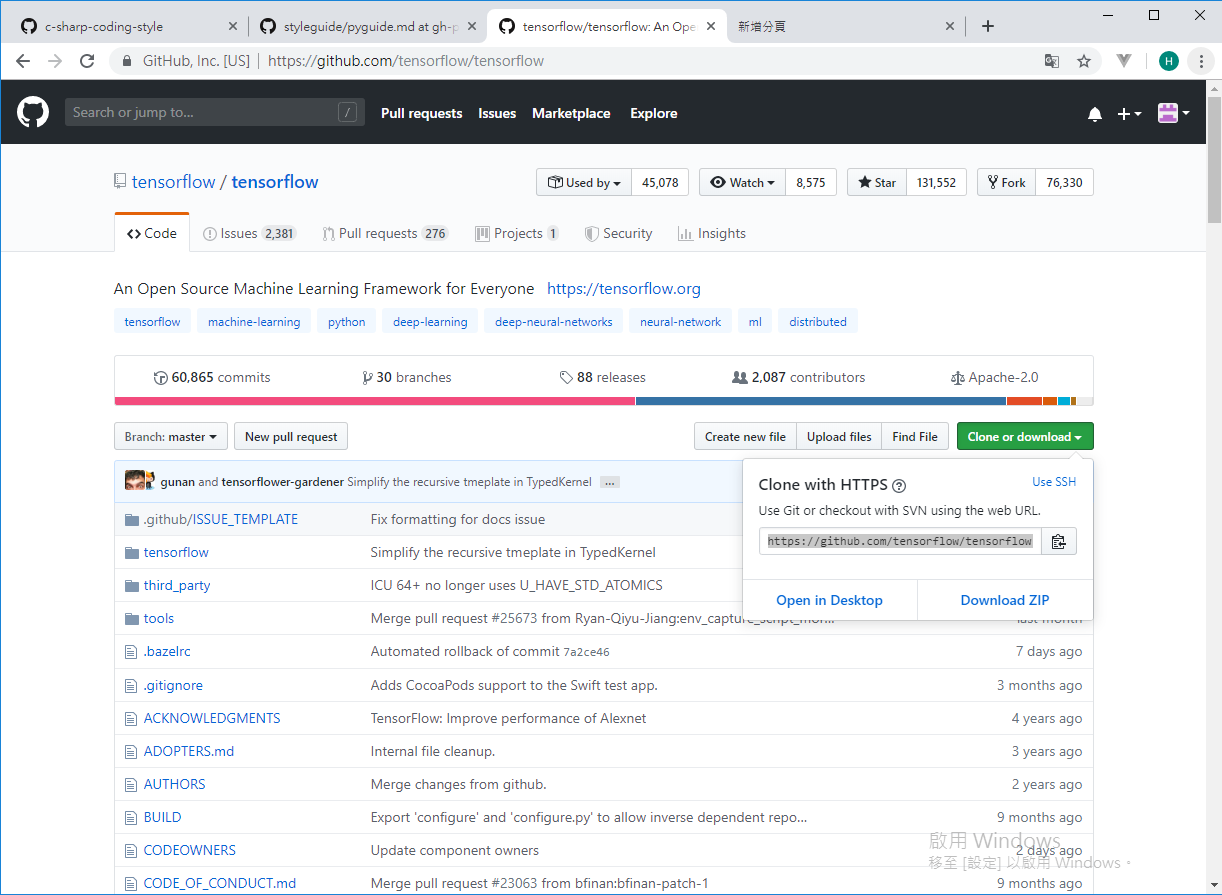 c-sharp-coding-style
styleguide/pyguide.md at gh-p
tensorflow/tensorflow: An Ope
新增分頁
GitHub, Inc. [US] | https://github.com/tensorflow/tensorflow
H
Search or jump to... /
Pull requests Issues Marketplace Explore
tensorflow / tensorflow
Used by 45,078 Watch 8,575 Star 131,552 Fork 76,330
Code Issues 2,381 Pull requests 276 Projects 1 Security Insights
An Open Source Machine Learning Framework for Everyone https://tensorflow.org
tensorflow machine-learning python deep-learning deep-neural-networks neural-network ml distributed
60,865 commits 30 branches 88 releases 2,087 contributors Apache-2.0
Branch: master New pull request Create new file Upload files Find File Clone or download
gunan and tensorflower-gardener Simplify the recursive tmeplate in TypedKernel ...
Clone with HTTPS ? Use SSH
Use Git or checkout with SVN using the web URL.
https://github.com/tensorflow/tensorflow
Open in Desktop Download ZIP
.github/ISSUE_TEMPLATE Fix formatting for docs issue
tensorflow Simplify the recursive tmeplate in TypedKernel
third_party ICU 64+ no longer uses U_HAVE_STD_ATOMICS
tools Merge pull request #25673 from Ryan-Qiyu-Jiang:env_capture_script_mor... last month
.bazelrc Automated rollback of commit 7a2ce46 7 days ago
.gitignore Adds CocoaPods support to the Swift test app. 3 months ago
ACKNOWLEDGMENTS TensorFlow: Improve performance of Alexnet 4 years ago
ADOPTERS.md Internal file cleanup. 3 years ago
AUTHORS Merge changes from github. 2 years ago
BUILD Export 'configure' and 'configure.py' to allow inverse dependent repo... 9 months ago
CODEOWNERS Update component owners 2 days ago
CODE_OF_CONDUCT.md Merge pull request #23063 from bfinan:bfinan-patch-1 9 months ago
啟用 Windows
移至 [設定] 以啟用 Windows。